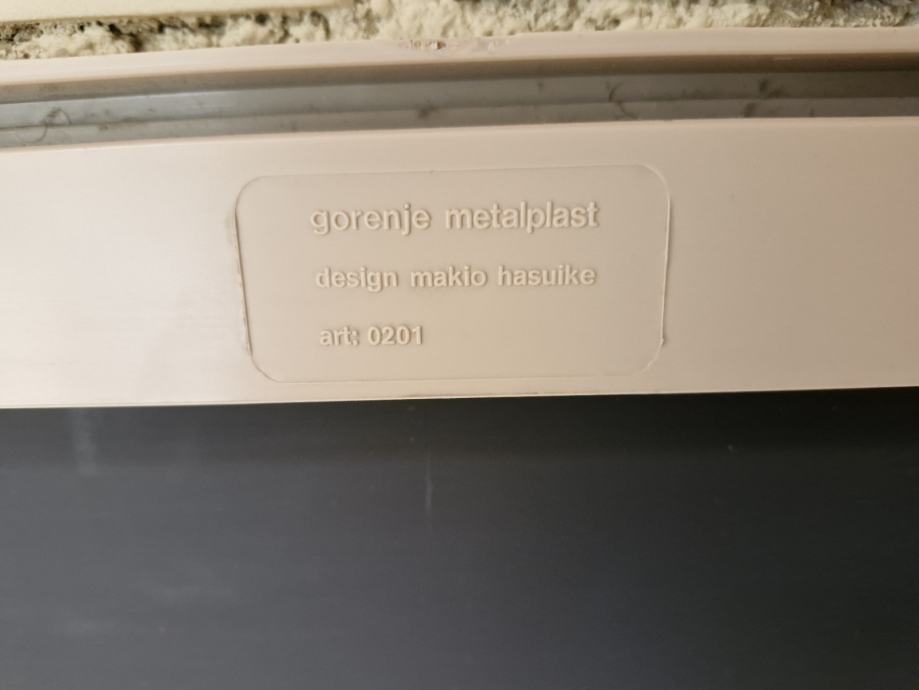 gorenje metalplast
design makio hasuike
art: 0201